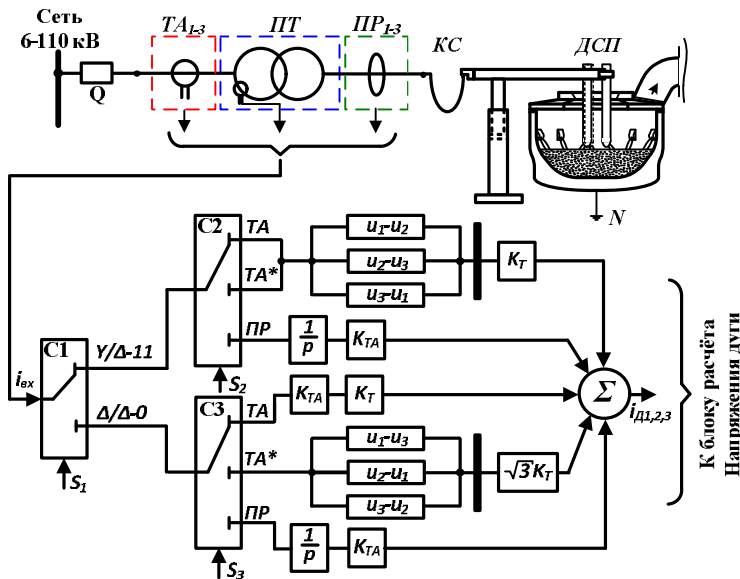 Сеть
6-110 кВ
TA1-3
ПТ
ПР1-3
КС
ДСП
Q
N
C2
TA
TA*
ПР
u1-u2
u2-u3
u3-u1
KT
1/p
KTA
S2
C1
Y/Δ-11
Δ/Δ-0
iвх
S1
C3
TA
KTA
KT
TA*
u1-u3
u2-u1
u3-u2
√3KT
ПР
1/p
KTA
S3
Σ
iД1,2,3
К блоку расчёта
Напряжения дуги